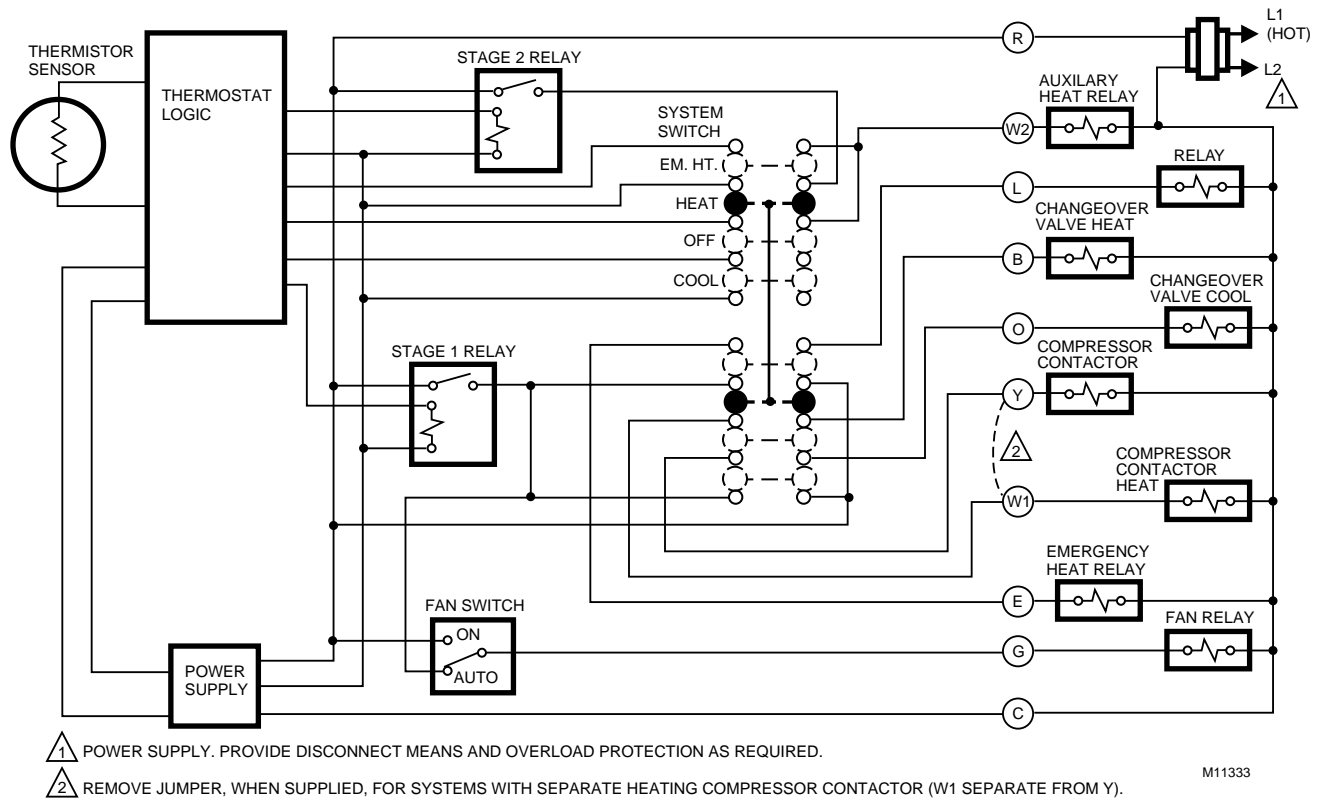 THERMISTOR
SENSOR
THERMOSTAT
LOGIC
STAGE 2 RELAY
SYSTEM
SWITCH
EM. HT.
HEAT
OFF
COOL
STAGE 1 RELAY
FAN SWITCH
ON
AUTO
POWER
SUPPLY
R
L1
(HOT)
L2
1
AUXILARY
HEAT RELAY
W2
RELAY
L
CHANGEOVER
VALVE HEAT
B
CHANGEOVER
VALVE COOL
O
COMPRESSOR
CONTACTOR
Y
2
COMPRESSOR
CONTACTOR
HEAT
W1
EMERGENCY
HEAT RELAY
E
FAN RELAY
G
C
1 POWER SUPPLY. PROVIDE DISCONNECT MEANS AND OVERLOAD PROTECTION AS REQUIRED.
2 REMOVE JUMPER, WHEN SUPPLIED, FOR SYSTEMS WITH SEPARATE HEATING COMPRESSOR CONTACTOR (W1 SEPARATE FROM Y).
M11333